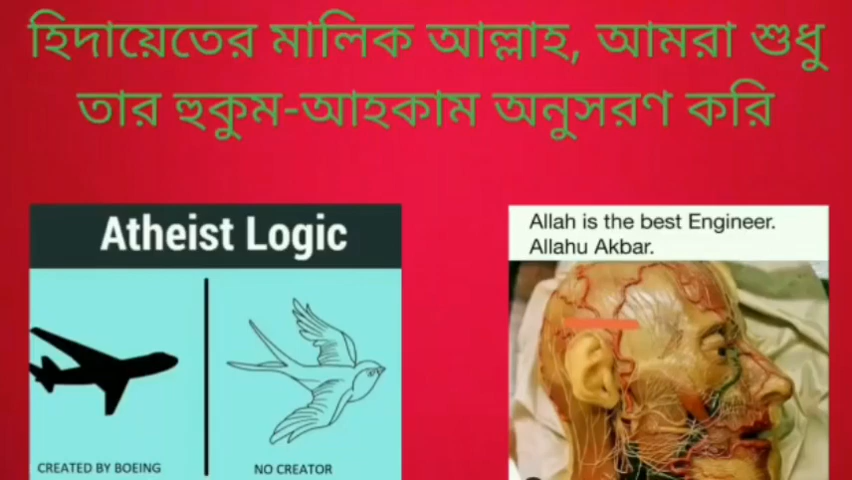 হিদায়েতের মালিক আল্লাহ, আমরা শুধু
তার হুকুম-আহকাম অনুসরণ করি
Atheist Logic
CREATED BY BOEING
NO CREATOR
Allah is the best Engineer.
Allahu Akbar.